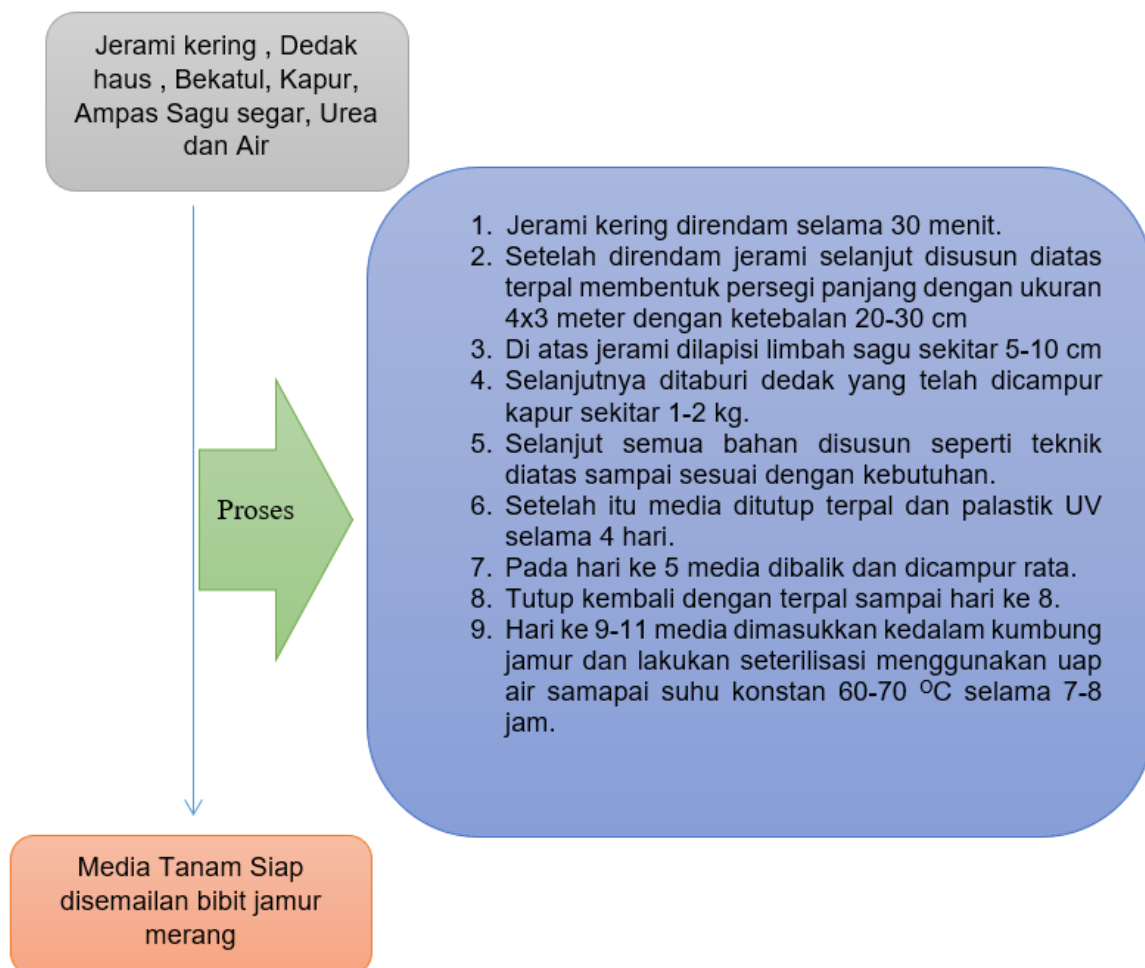 Jerami kering , Dedak
haus , Bekatul, Kapur,
Ampas Sagu segar, Urea
dan Air
1. Jerami kering direndam selama 30 menit.
2. Setelah direndam jerami selanjut disusun diatas
terpal membentuk persegi panjang dengan ukuran
4x3 meter dengan ketebalan 20-30 cm
3. Di atas jerami dilapisi limbah sagu sekitar 5-10 cm
4. Selanjutnya ditaburi dedak yang telah dicampur
kapur sekitar 1-2 kg.
5. Selanjut semua bahan disusun seperti teknik
diatas sampai sesuai dengan kebutuhan.
6. Setelah itu media ditutup terpal dan palastik UV
selama 4 hari.
7. Pada hari ke 5 media dibalik dan dicampur rata.
8. Tutup kembali dengan terpal sampai hari ke 8.
9. Hari ke 9-11 media dimasukkan kedalam kumbung
jamur dan lakukan seterilisasi menggunakan uap
air samapai suhu konstan 60-70 ᴼC selama 7-8
jam.
Proses
Media Tanam Siap
disemailan bibit jamur
merang